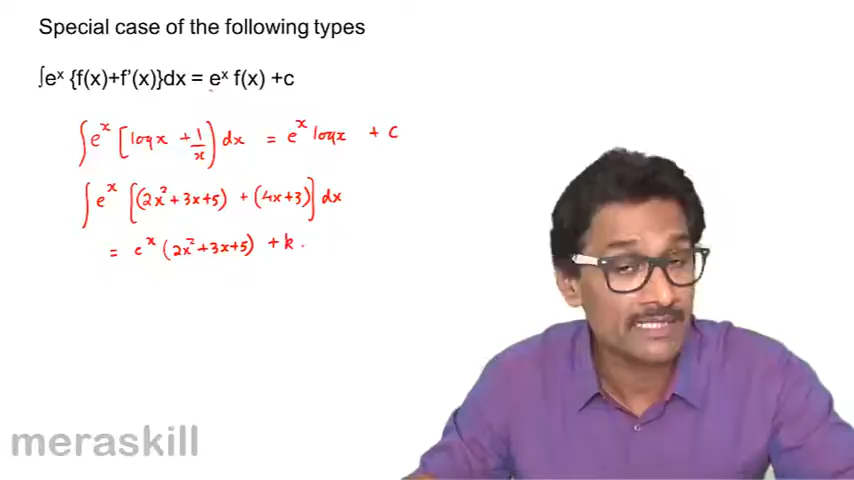 Special case of the following types
∫eˣ {f(x)+f'(x)}dx = eˣ f(x) +c
∫eˣ [log x + 1/x] dx = eˣ log x + c
∫eˣ [(2x²+3x+5) + (4x+3)] dx
= eˣ (2x²+3x+5) + k.
meraskill